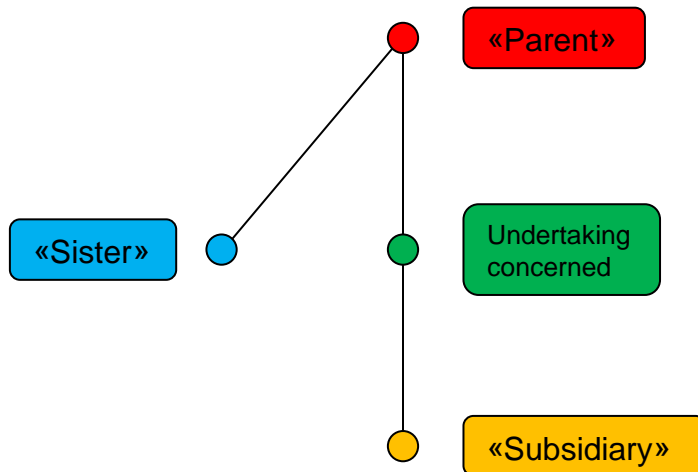 «Parent»
«Sister»
Undertaking
concerned
«Subsidiary»